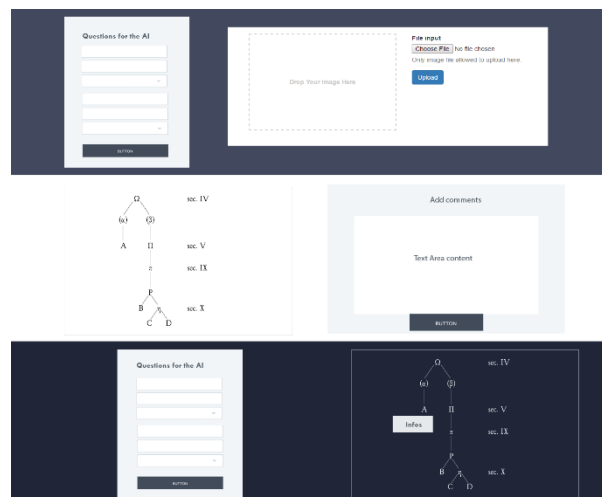 Questions for the AI
BUTTON
Drop Your Image Here
File input
Choose File No file chosen
Only image file allowed to upload here.
Upload
Ω sec. IV
(α) (β)
A Π sec. V
π sec. IX
P
B η sec. X
C D
Add comments
Text Area content
BUTTON
Questions for the AI
BUTTON
Ω sec. IV
(α) (β)
A Π sec. V
Infos
π sec. IX
P
B η sec. X
C D